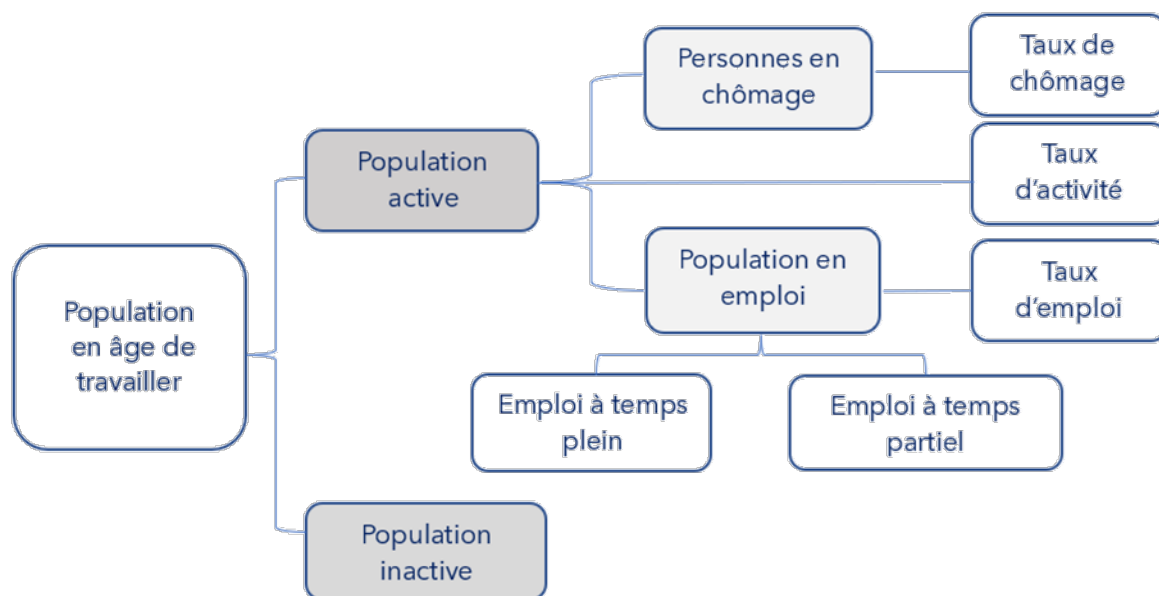 Personnes en
chômage
Taux de
chômage
Population
active
Taux
d'activité
Population en
emploi
Taux
d'emploi
Population
en âge de
travailler
Emploi à temps
plein
Emploi à temps
partiel
Population
inactive